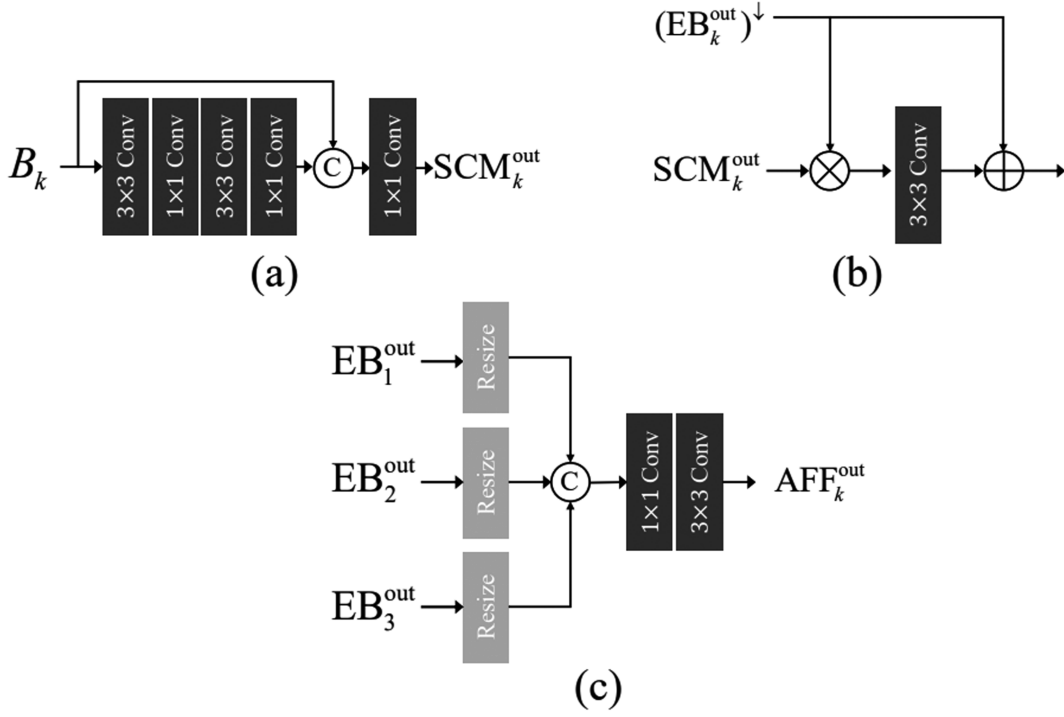 B_k
3×3 Conv
1×1 Conv
3×3 Conv
1×1 Conv
C
1×1 Conv
SCM_k^out
(a)
(EB_k^out)^↓
SCM_k^out
3×3 Conv
(b)
EB_1^out
Resize
EB_2^out
Resize
EB_3^out
Resize
C
1×1 Conv
3×3 Conv
AFF_k^out
(c)